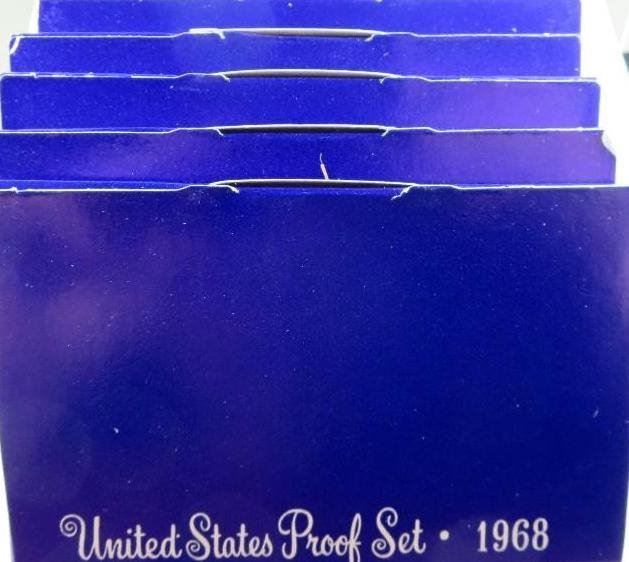 United States Proof Set • 1968